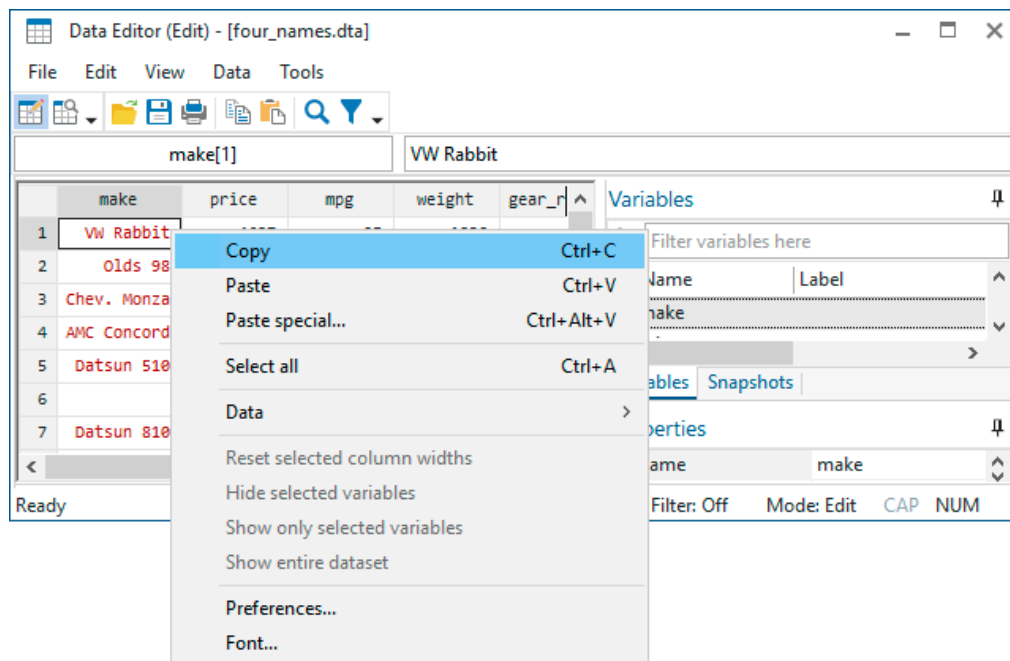 Data Editor (Edit) - [four_names.dta]
File Edit View Data Tools
make[1] VW Rabbit
make price mpg weight gear_r
Variables
1 VW Rabbit
Filter variables here
2 Olds 98
Name Label
3 Chev. Monza
make
4 AMC Concord
5 Datsun 510
Snapshots
6
7 Datsun 810
make
Ready
Filter: Off Mode: Edit CAP NUM
Copy Ctrl+C
Paste Ctrl+V
Paste special... Ctrl+Alt+V
Select all Ctrl+A
Data
Reset selected column widths
Hide selected variables
Show only selected variables
Show entire dataset
Preferences...
Font...